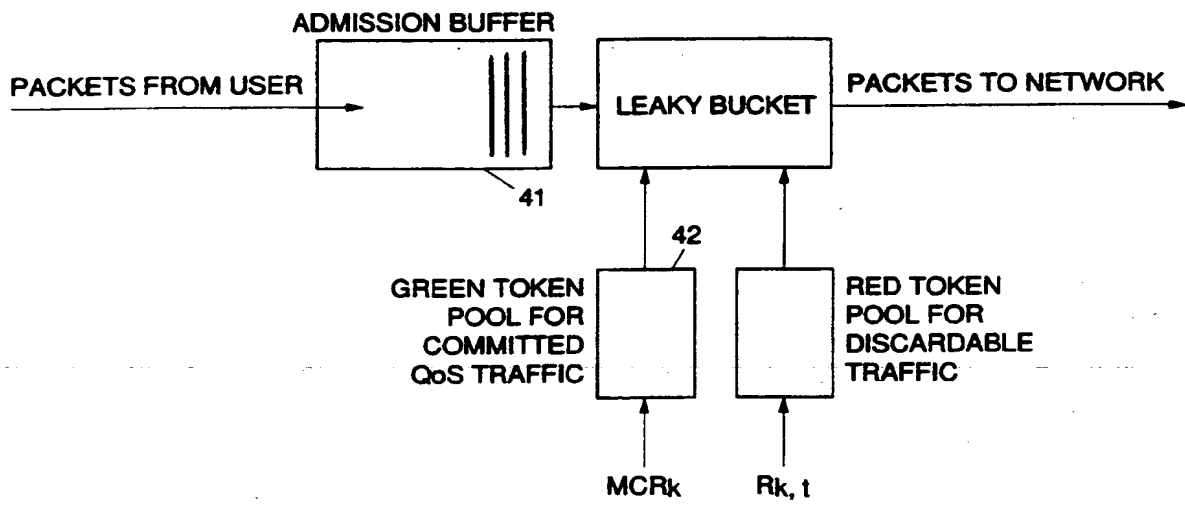 ADMISSION BUFFER
PACKETS FROM USER
LEAKY BUCKET
PACKETS TO NETWORK
41
42
GREEN TOKEN
POOL FOR
COMMITTED
QoS TRAFFIC
RED TOKEN
POOL FOR
DISCARDABLE
TRAFFIC
MCRk
Rk, t